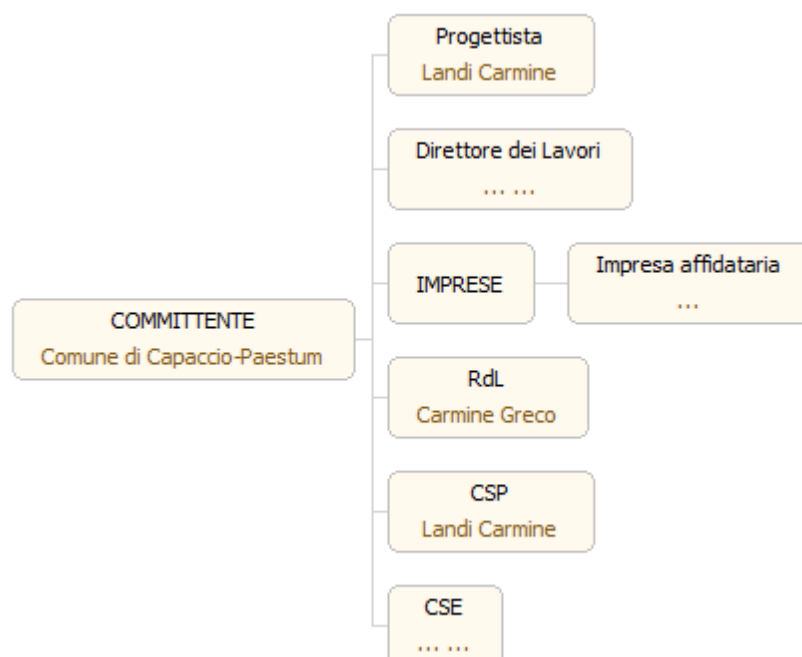 Progettista
Landi Carmine
Direttore dei Lavori
... ...
IMPRESE
Impresa affidataria
...
COMMITTENTE
Comune di Capaccio-Paestum
RdL
Carmine Greco
CSP
Landi Carmine
CSE
... ...